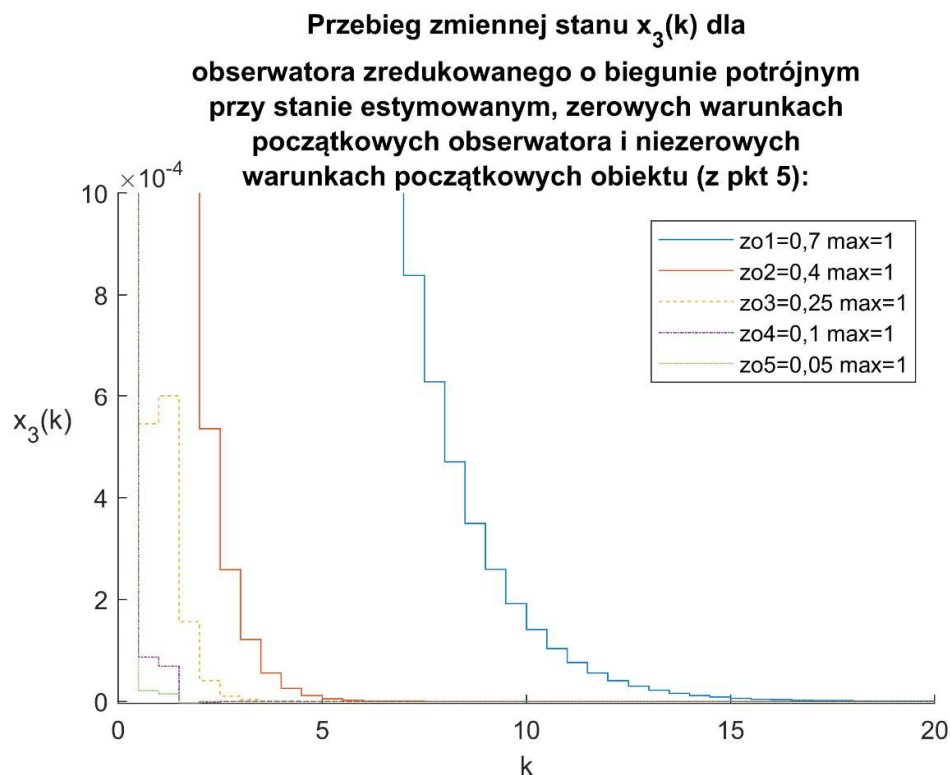 Przebieg zmiennej stanu x₃(k) dla
obserwatora zredukowanego o biegunie potrójnym
przy stanie estymowanym, zerowych warunkach
początkowych obserwatora i niezerowych
warunkach początkowych obiektu (z pkt 5):
×10⁻⁴
10
8
6
4
2
0
x₃(k)
zo1=0,7 max=1
zo2=0,4 max=1
zo3=0,25 max=1
zo4=0,1 max=1
zo5=0,05 max=1
0 5 10 15 20
k